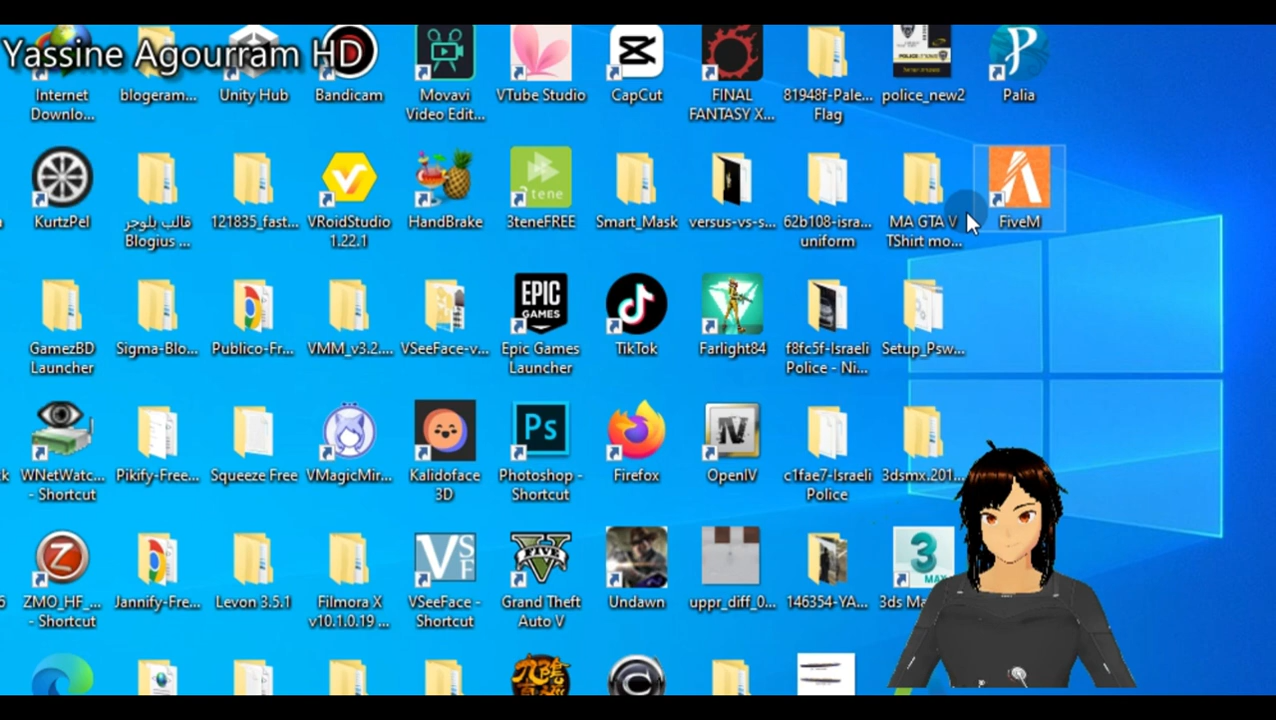 Yassine Agourram HD
Internet
Downlo...
blogeram...
Unity Hub
Bandicam
Movavi
Video Edit...
VTube Studio
CapCut
FINAL
FANTASY X...
81948f-Pale...
Flag
police_new2
Palia
KurtzPel
قالب بلوجر
Blogius ...
121835_fast...
VRoidStudio
1.22.1
HandBrake
3tene
3teneFREE
Smart_Mask
versus-vs-s...
62b108-isra...
uniform
MA GTA V
TShirt mo...
FiveM
GamezBD
Launcher
Sigma-Blo...
Publico-Fr...
VMM_v3.2....
VSeeFace-v...
EPIC
GAMES
Epic Games
Launcher
TikTok
Farlight84
f8fc5f-Israeli
Police - Ni...
Setup_Psw...
WNetWatc...
- Shortcut
Pikify-Free...
Squeeze Free
VMagicMir...
Kalidoface
3D
Ps
Photoshop -
Shortcut
Firefox
OpenIV
c1fae7-Israeli
Police
3dsmx.201...
ZMO_HF_...
- Shortcut
Jannify-Fre...
Levon 3.5.1
Filmora X
v10.1.0.19 ...
VSF
VSeeFace -
Shortcut
FIVE
Grand Theft
Auto V
Undawn
uppr_diff_0...
146354-YA...
3
MAX
3ds Ma